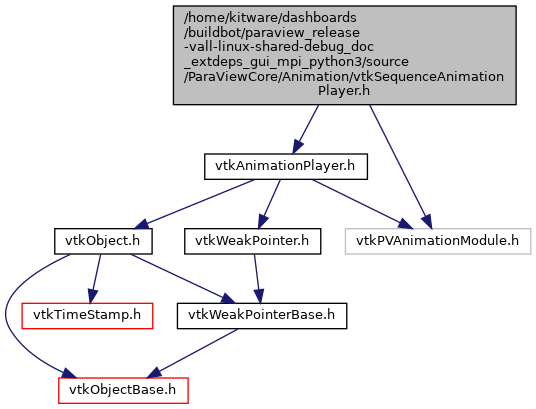 /home/kitware/dashboards
/buildbot/paraview_release
-vall-linux-shared-debug_doc
_extdeps_gui_mpi_python3/source
/ParaViewCore/Animation/vtkSequenceAnimation
Player.h
vtkAnimationPlayer.h
vtkObject.h
vtkWeakPointer.h
vtkPVAnimationModule.h
vtkTimeStamp.h
vtkWeakPointerBase.h
vtkObjectBase.h